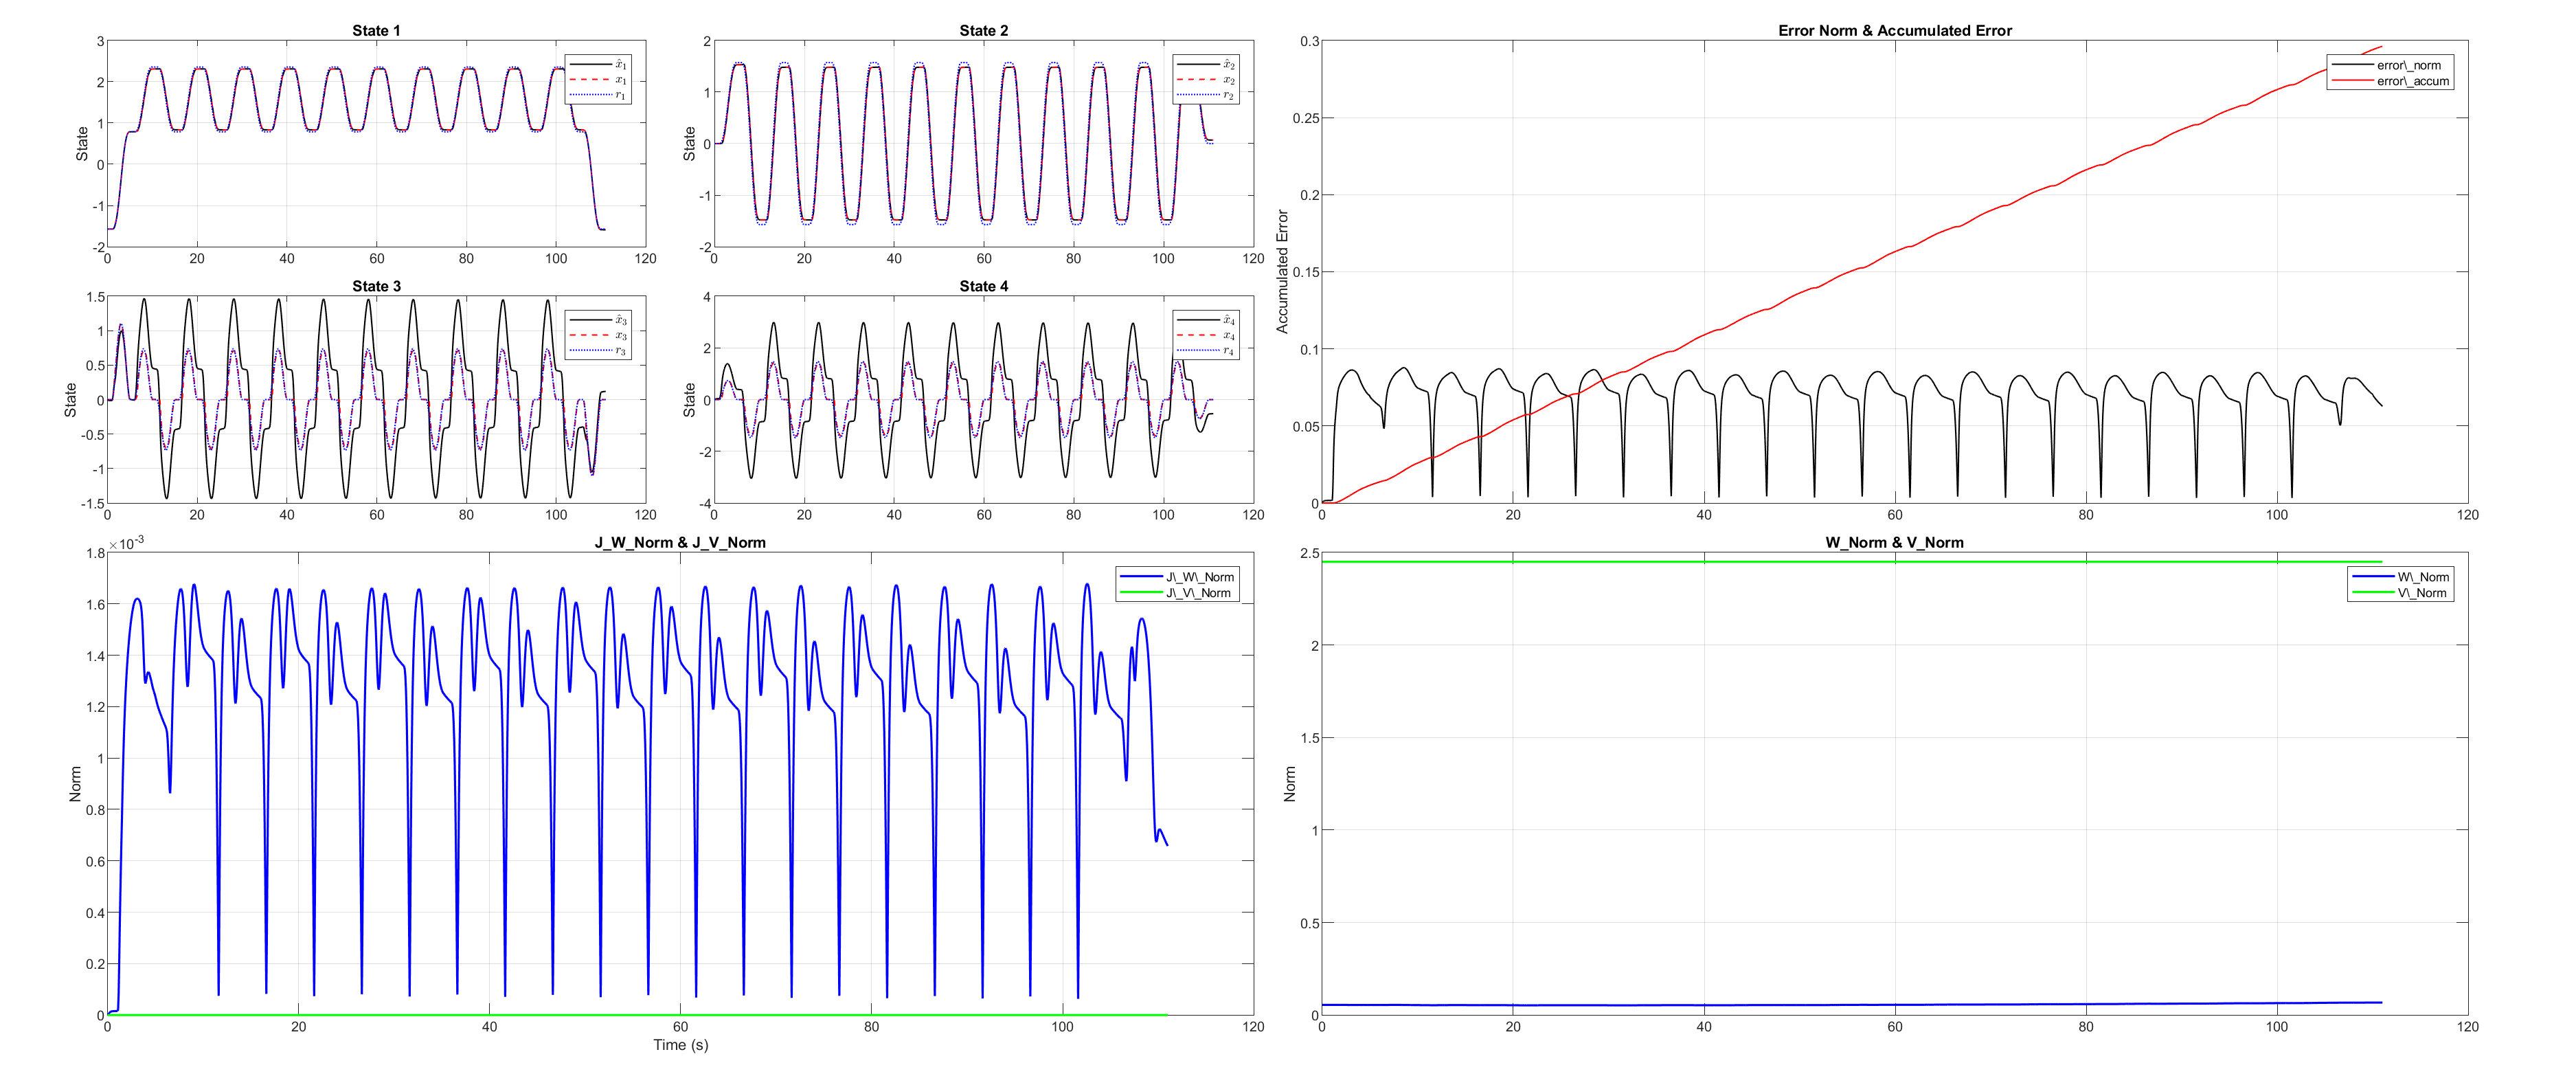 State 1
State
3
2
1
0
-1
-2
0
20
40
60
80
100
120
x̂₁
x₁
r₁
State 2
State
2
1
0
-1
-2
0
20
40
60
80
100
120
x̂₂
x₂
r₂
Error Norm & Accumulated Error
Accumulated Error
0.3
0.25
0.2
0.15
0.1
0.05
0
0
20
40
60
80
100
120
error\_norm
error\_accum
State 3
State
1.5
1
0.5
0
-0.5
-1
-1.5
0
20
40
60
80
100
120
x̂₃
x₃
r₃
State 4
State
4
2
0
-2
-4
0
20
40
60
80
100
120
x̂₄
x₄
r₄
J_W_Norm & J_V_Norm
×10⁻³
Norm
1.8
1.6
1.4
1.2
1
0.8
0.6
0.4
0.2
0
0
20
40
60
80
100
120
Time (s)
J\_W\_Norm
J\_V\_Norm
W_Norm & V_Norm
Norm
2.5
2
1.5
1
0.5
0
0
20
40
60
80
100
120
W\_Norm
V\_Norm